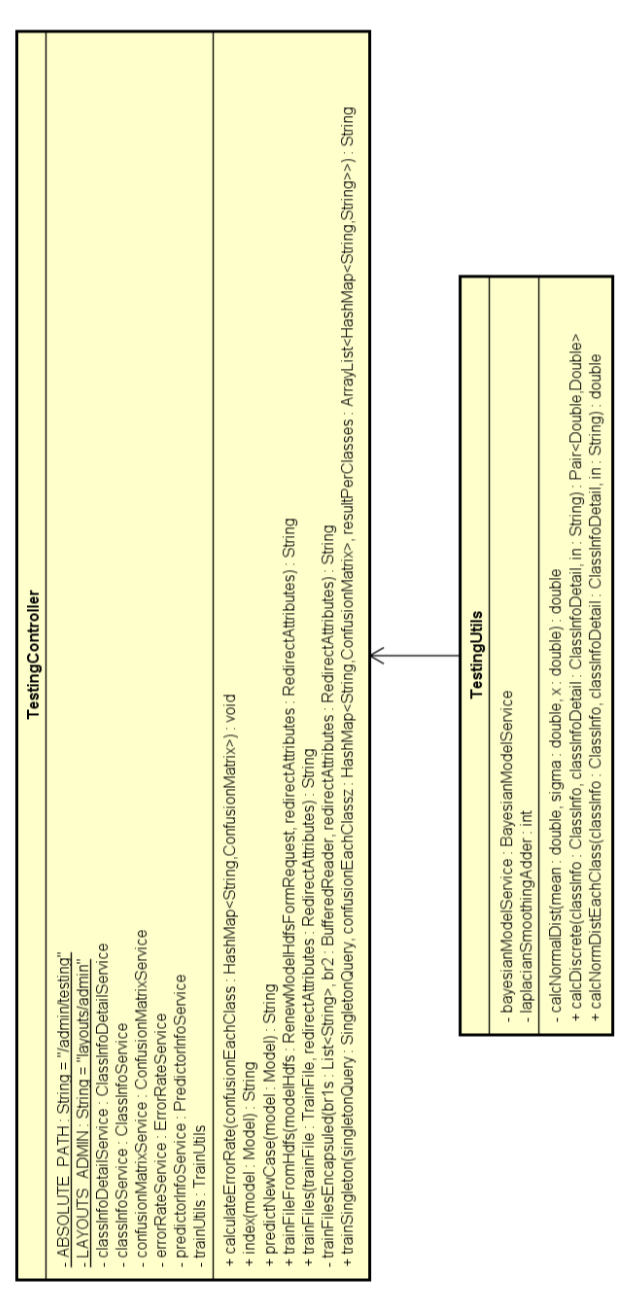 TestingController
- ABSOLUTE_PATH : String = "/admin/testing"
- LAYOUTS_ADMIN : String = "layouts/admin"
- classInfoDetailService : ClassInfoDetailService
- classInfoService : ClassInfoService
- confusionMatrixService : ConfusionMatrixService
- errorRateService : ErrorRateService
- predictorInfoService : PredictorInfoService
- trainUtils : TrainUtils
+ calculateErrorRate(confusionEachClass : HashMap<String,ConfusionMatrix>) : void
+ index(model : Model) : String
+ predictNewCase(model : Model) : String
+ trainFileFromHdfs(modelHdfs : RenewModelHdfsFormRequest, redirectAttributes : RedirectAttributes) : String
+ trainFiles(trainFile : TrainFile, redirectAttributes : RedirectAttributes) : String
- trainFilesEncapsuled(br1s : List<String>, br2 : BufferedReader, redirectAttributes : RedirectAttributes) : String
+ trainSingleton(singletonQuery : SingletonQuery, confusionEachClassz : HashMap<String,ConfusionMatrix>, resultPerClasses : ArrayList<HashMap<String,String>>) : String
TestingUtils
- bayesianModelService : BayesianModelService
- laplacianSmoothingAdder : int
- calcNormalDist(mean : double, sigma : double, x : double) : double
+ calcDiscrete(classInfo : ClassInfo, classInfoDetail : ClassInfoDetail, in : String) : Pair<Double,Double>
+ calcNormDistEachClass(classInfo : ClassInfo, classInfoDetail : ClassInfoDetail, in : String) : double